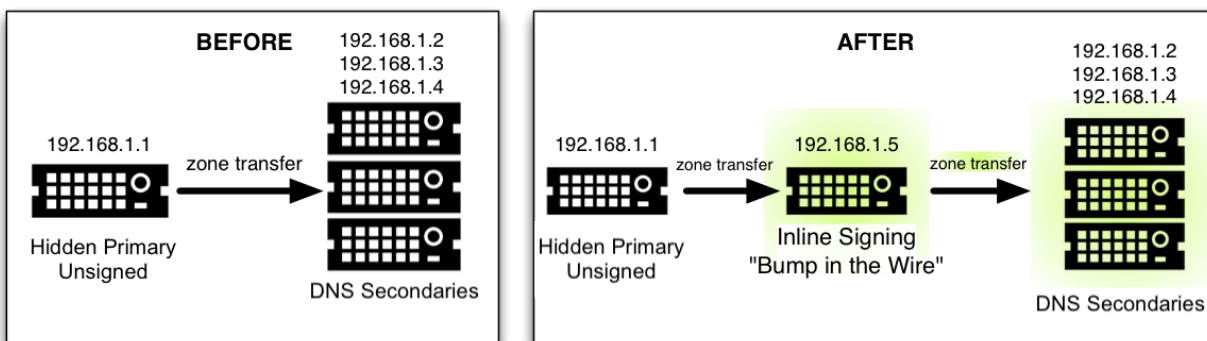 BEFORE
192.168.1.2
192.168.1.3
192.168.1.4
192.168.1.1
zone transfer
Hidden Primary
Unsigned
DNS Secondaries
AFTER
192.168.1.2
192.168.1.3
192.168.1.4
192.168.1.1
zone transfer
192.168.1.5
zone transfer
Hidden Primary
Unsigned
Inline Signing
"Bump in the Wire"
DNS Secondaries